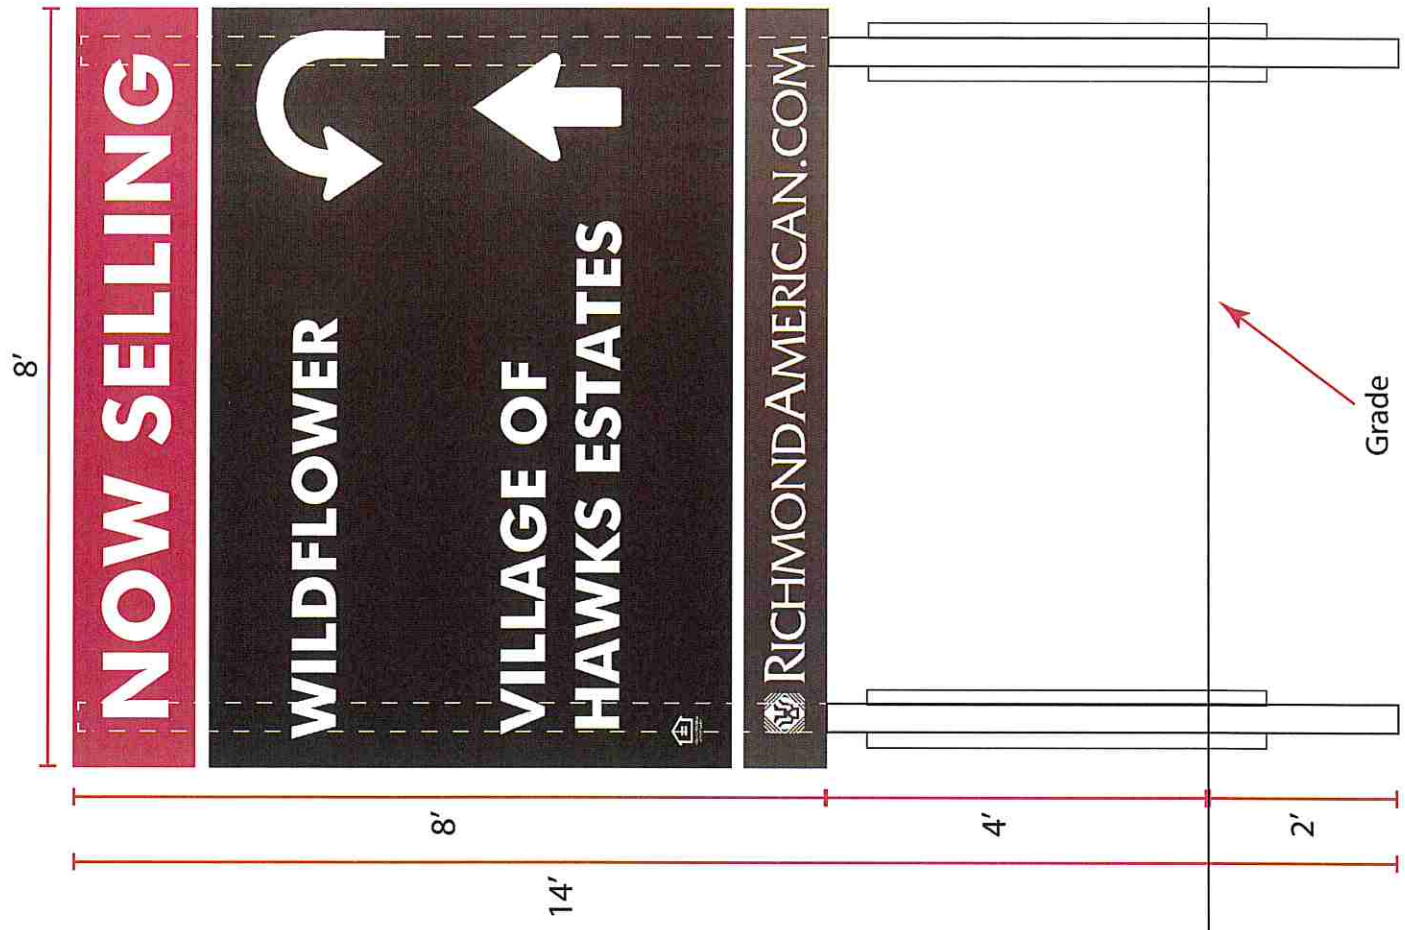 8'
NOW SELLING
WILDFLOWER
VILLAGE OF
HAWKS ESTATES
RICHMONDAMERICAN.COM
8'
4'
2'
14'
Grade